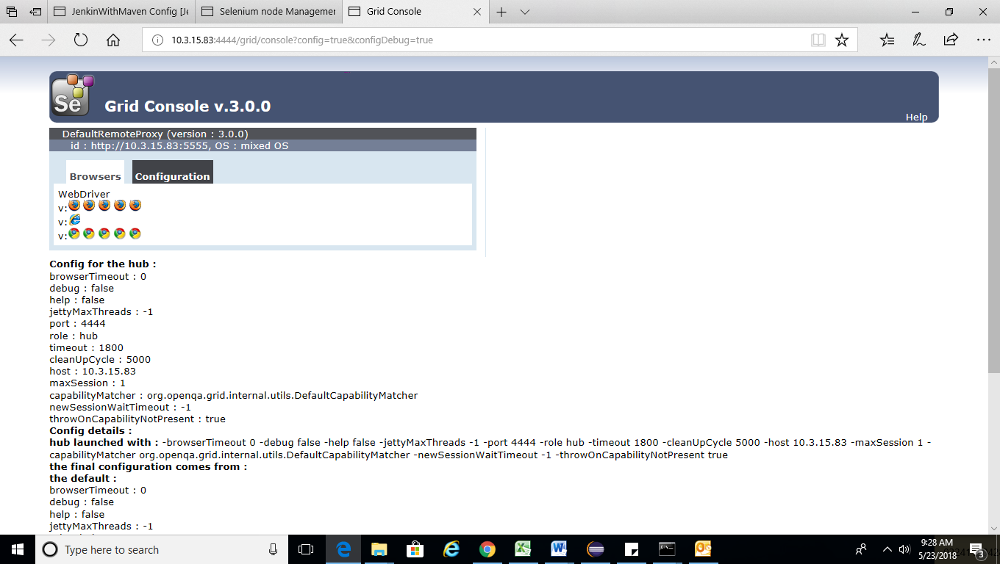 JenkinWithMaven Config [Je
Selenium node Managemer
Grid Console
10.3.15.83:4444/grid/console?config=true&configDebug=true
Se
Grid Console v.3.0.0
Help
DefaultRemoteProxy (version : 3.0.0)
id : http://10.3.15.83:5555, OS : mixed OS
Browsers
Configuration
WebDriver
v:
v:
v:
Config for the hub :
browserTimeout : 0
debug : false
help : false
jettyMaxThreads : -1
port : 4444
role : hub
timeout : 1800
cleanUpCycle : 5000
host : 10.3.15.83
maxSession : 1
capabilityMatcher : org.openqa.grid.internal.utils.DefaultCapabilityMatcher
newSessionWaitTimeout : -1
throwOnCapabilityNotPresent : true
Config details :
hub launched with : -browserTimeout 0 -debug false -help false -jettyMaxThreads -1 -port 4444 -role hub -timeout 1800 -cleanUpCycle 5000 -host 10.3.15.83 -maxSession 1 -
capabilityMatcher org.openqa.grid.internal.utils.DefaultCapabilityMatcher -newSessionWaitTimeout -1 -throwOnCapabilityNotPresent true
the final configuration comes from :
the default :
browserTimeout : 0
debug : false
help : false
jettyMaxThreads : -1
Type here to search
9:28 AM
5/23/2018
3